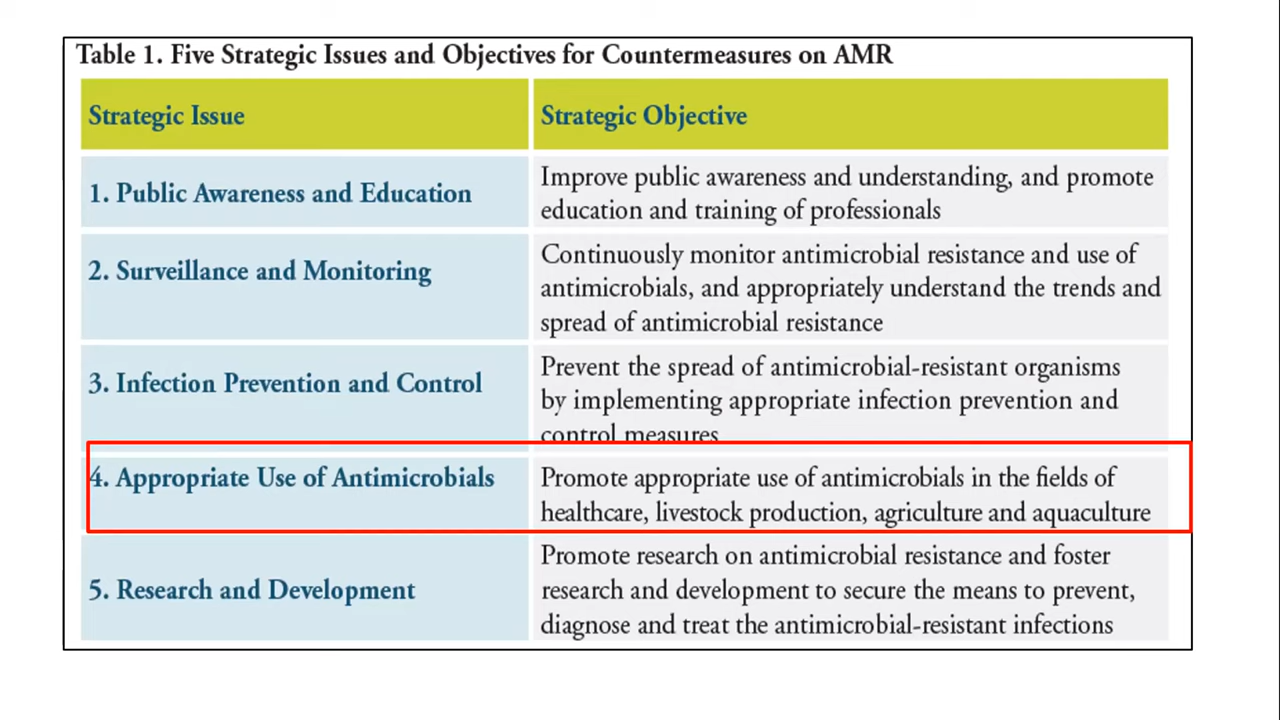 Table 1. Five Strategic Issues and Objectives for Countermeasures on AMR
Strategic Issue
Strategic Objective
1. Public Awareness and Education
Improve public awareness and understanding, and promote
education and training of professionals
2. Surveillance and Monitoring
Continuously monitor antimicrobial resistance and use of
antimicrobials, and appropriately understand the trends and
spread of antimicrobial resistance
3. Infection Prevention and Control
Prevent the spread of antimicrobial-resistant organisms
by implementing appropriate infection prevention and
control measures
4. Appropriate Use of Antimicrobials
Promote appropriate use of antimicrobials in the fields of
healthcare, livestock production, agriculture and aquaculture
5. Research and Development
Promote research on antimicrobial resistance and foster
research and development to secure the means to prevent,
diagnose and treat the antimicrobial-resistant infections